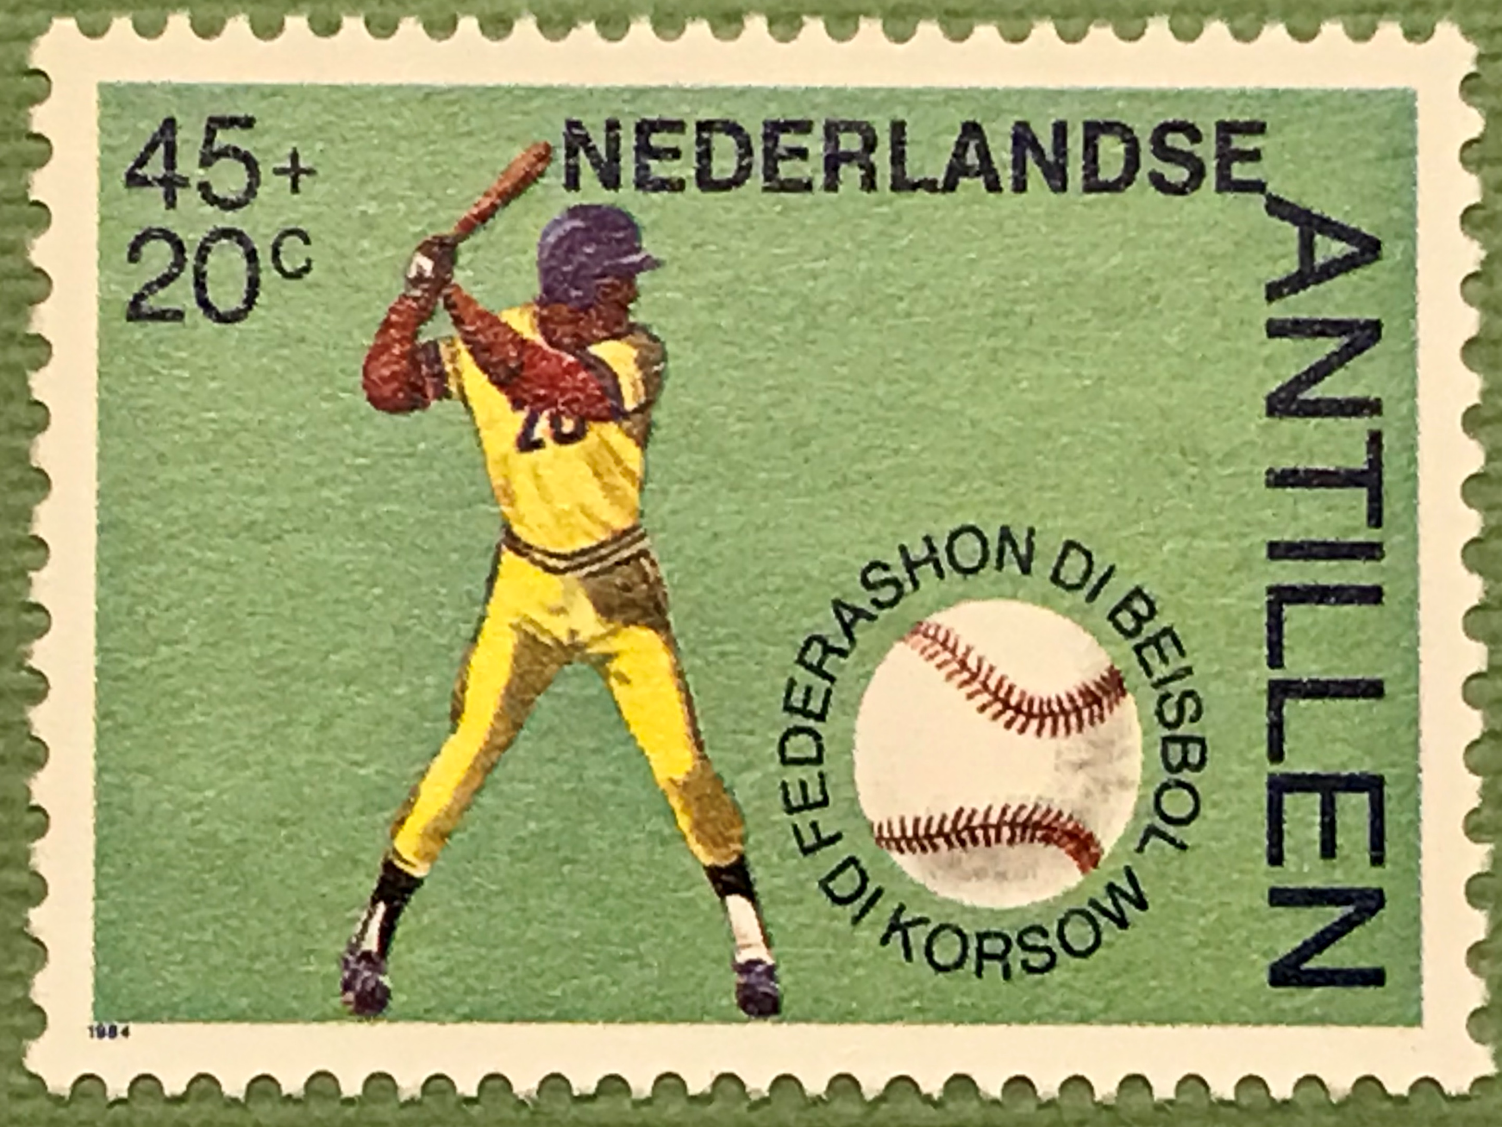 45+
20c
NEDERLANDSE
ANTILLEN
FEDERASHON DI BEISBOL
DI KORSOW
1984